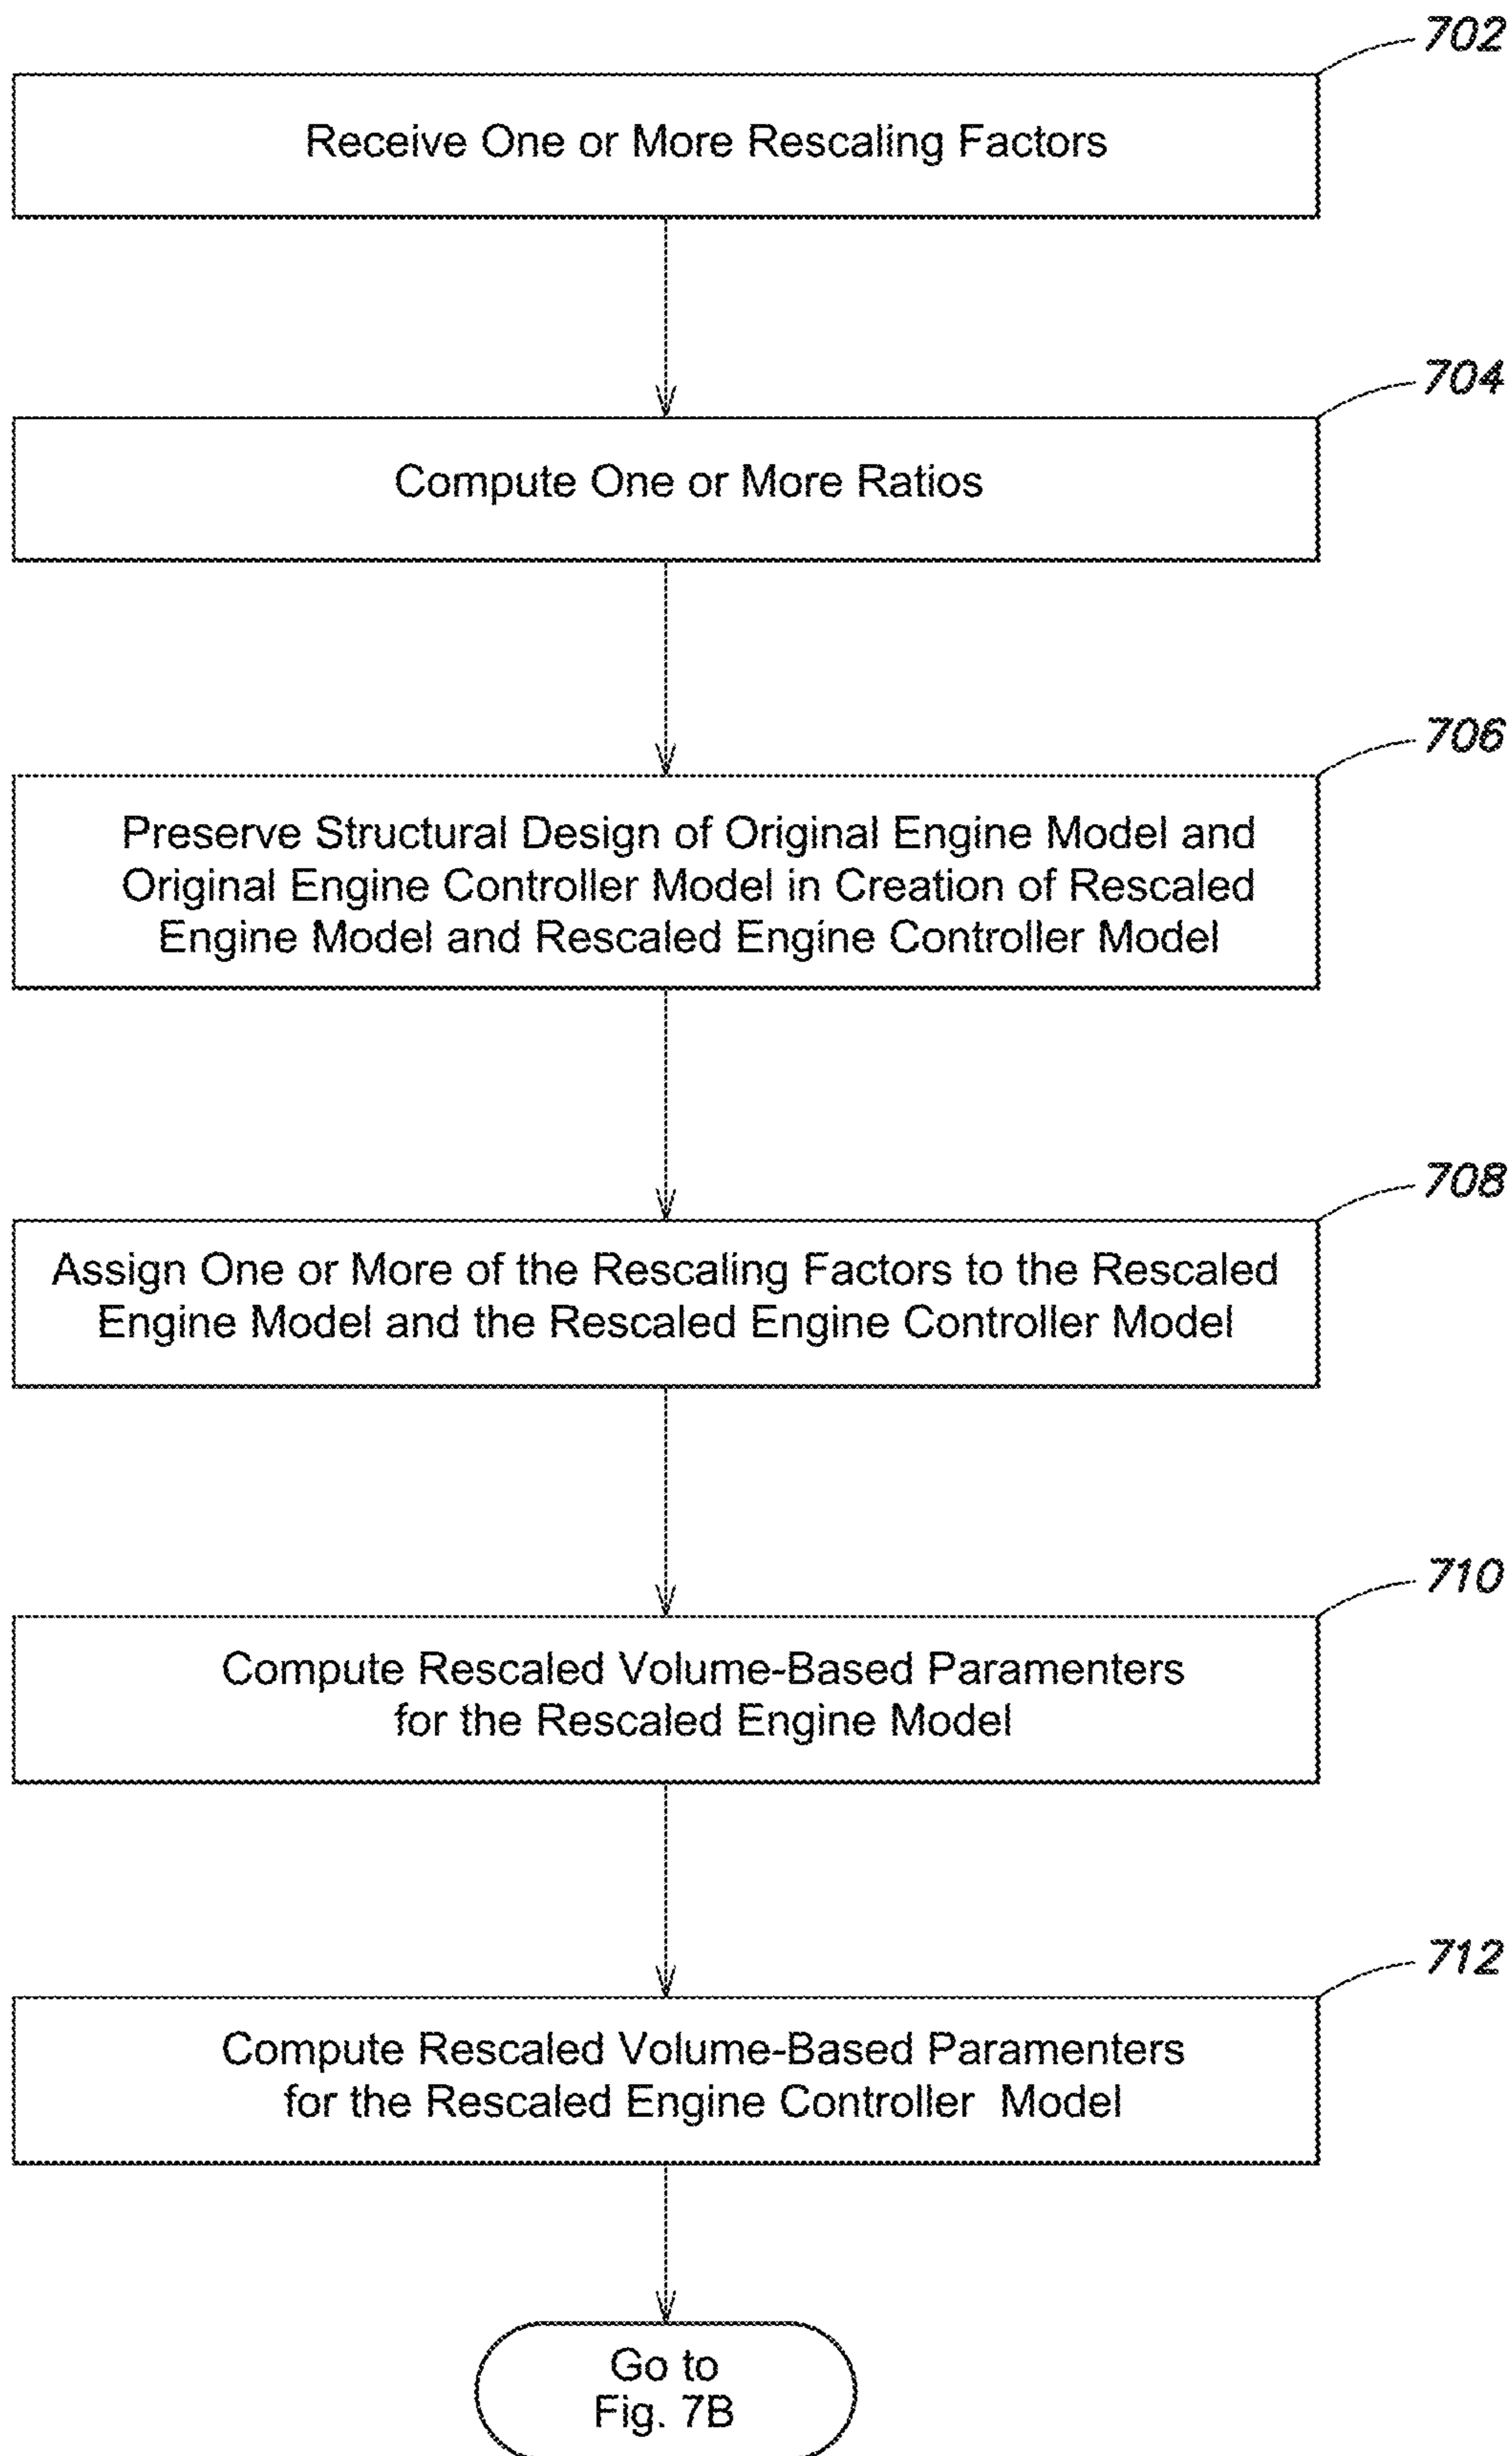 702
Receive One or More Rescaling Factors
704
Compute One or More Ratios
706
Preserve Structural Design of Original Engine Model and
Original Engine Controller Model in Creation of Rescaled
Engine Model and Rescaled Engine Controller Model
708
Assign One or More of the Rescaling Factors to the Rescaled
Engine Model and the Rescaled Engine Controller Model
710
Compute Rescaled Volume-Based Paramenters
for the Rescaled Engine Model
712
Compute Rescaled Volume-Based Paramenters
for the Rescaled Engine Controller Model
Go to
Fig. 7B